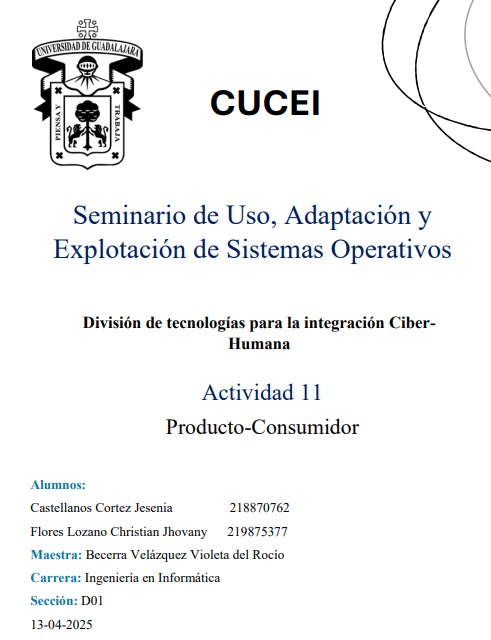 UNIVERSIDAD DE GUADALAJARA
PIENSA Y TRABAJA
CUCEI
Seminario de Uso, Adaptación y
Explotación de Sistemas Operativos
División de tecnologías para la integración Ciber-
Humana
Actividad 11
Producto-Consumidor
Alumnos:
Castellanos Cortez Jesenia 218870762
Flores Lozano Christian Jhovany 219875377
Maestra: Becerra Velázquez Violeta del Rocío
Carrera: Ingeniería en Informática
Sección: D01
13-04-2025